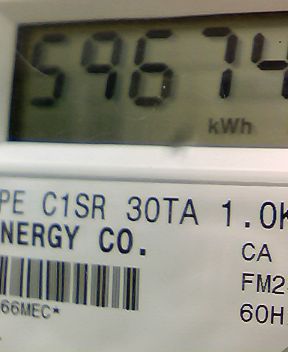 59674
kWh
PE C1SR 30TA 1.0K
NERGY CO.
CA
FM2
66MEC*
60H